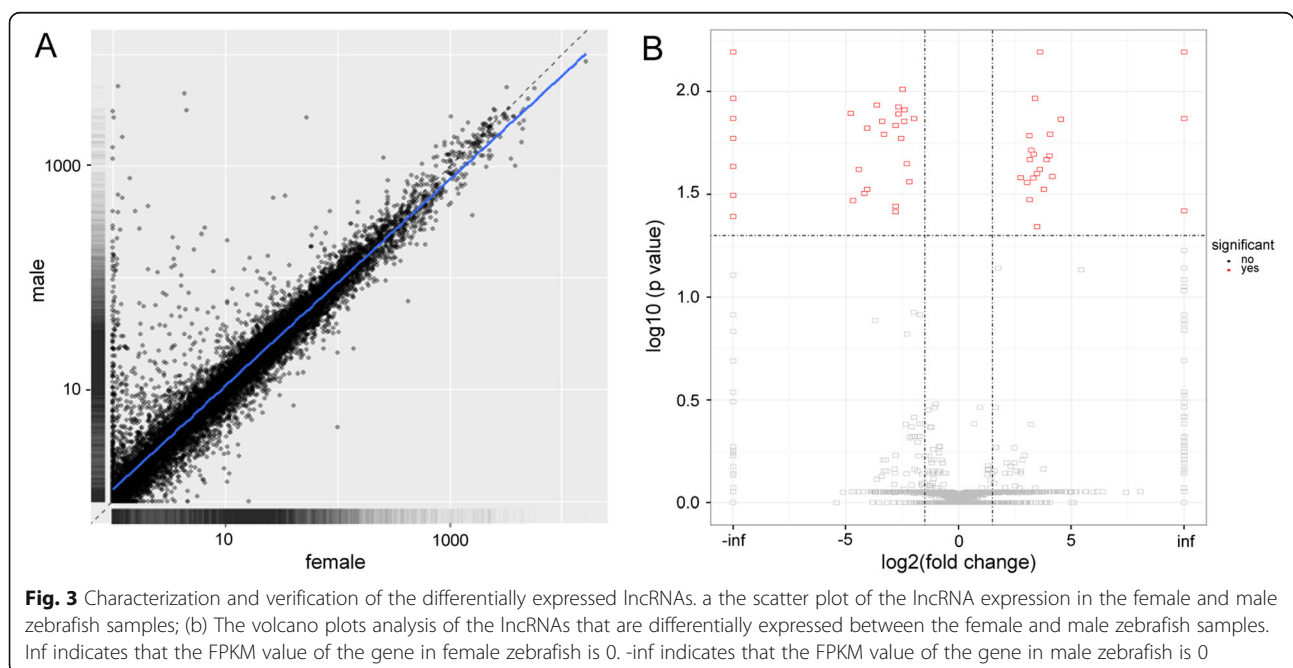 A
male
1000
10
10
1000
female
B
log10 (p value)
2.0
1.5
1.0
0.5
0.0
-inf
-5
0
5
inf
log2(fold change)
significant
no
yes
Fig. 3 Characterization and verification of the differentially expressed lncRNAs. a the scatter plot of the lncRNA expression in the female and male
zebrafish samples; (b) The volcano plots analysis of the lncRNAs that are differentially expressed between the female and male zebrafish samples.
Inf indicates that the FPKM value of the gene in female zebrafish is 0. -inf indicates that the FPKM value of the gene in male zebrafish is 0